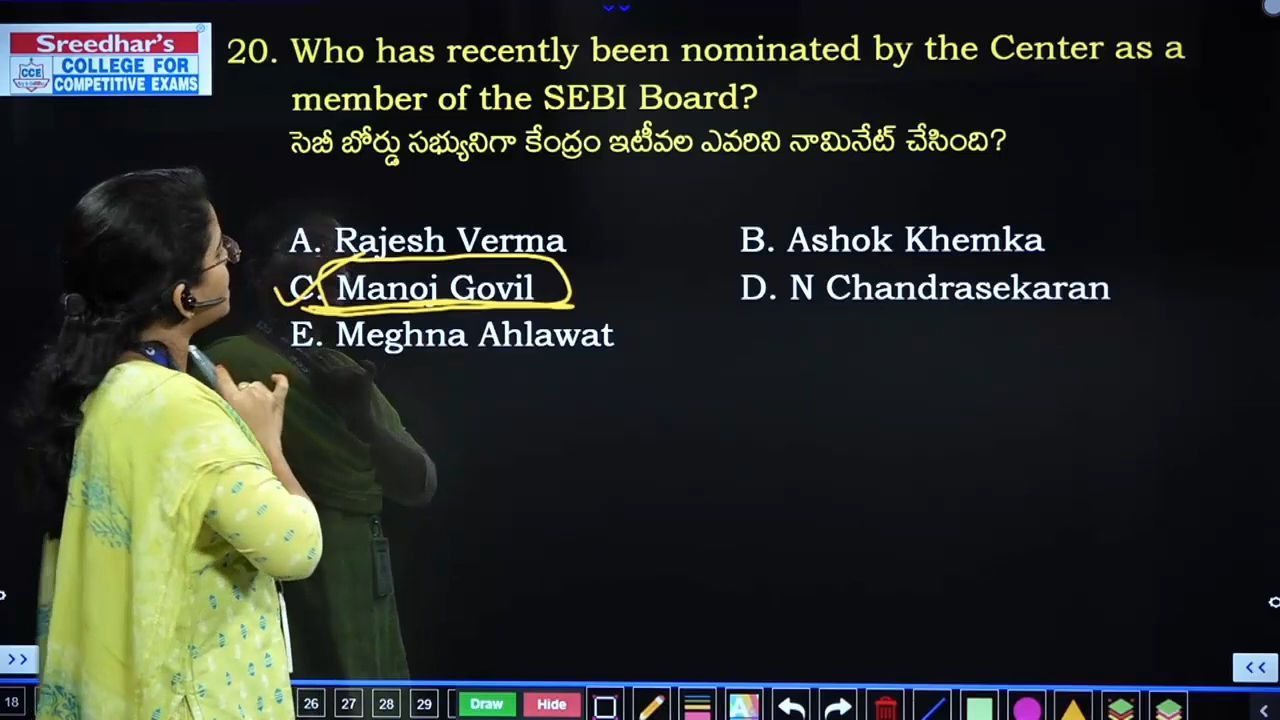 Sreedhar's
CCE
COLLEGE FOR
COMPETITIVE EXAMS
20. Who has recently been nominated by the Center as a
member of the SEBI Board?
సెబీ బోర్డు సభ్యునిగా కేంద్రం ఇటీవల ఎవరిని నామినేట్ చేసింది?
A. Rajesh Verma
B. Ashok Khemka
C. Manoj Govil
D. N Chandrasekaran
E. Meghna Ahlawat
>>
<<
18 26 27 28 29 Draw Hide A <